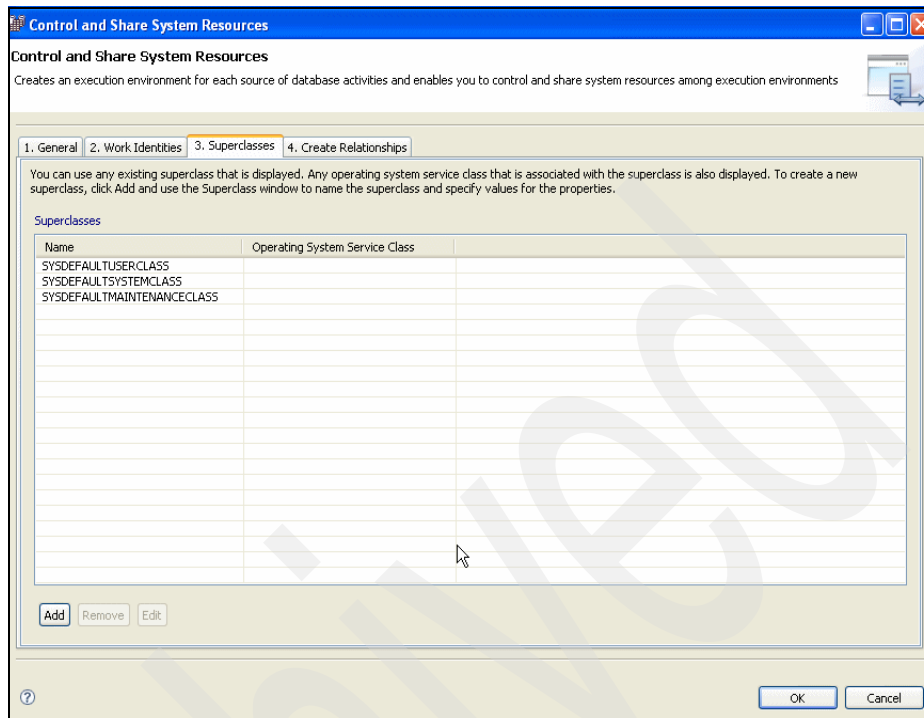 Control and Share System Resources
Control and Share System Resources
Creates an execution environment for each source of database activities and enables you to control and share system resources among execution environments
1. General 2. Work Identities 3. Superclasses 4. Create Relationships
You can use any existing superclass that is displayed. Any operating system service class that is associated with the superclass is also displayed. To create a new
superclass, click Add and use the Superclass window to name the superclass and specify values for the properties.
Superclasses
Name Operating System Service Class
SYSDEFAULTUSERCLASS
SYSDEFAULTSYSTEMCLASS
SYSDEFAULTMAINTENANCECLASS
Add Remove Edit
? OK Cancel
hived